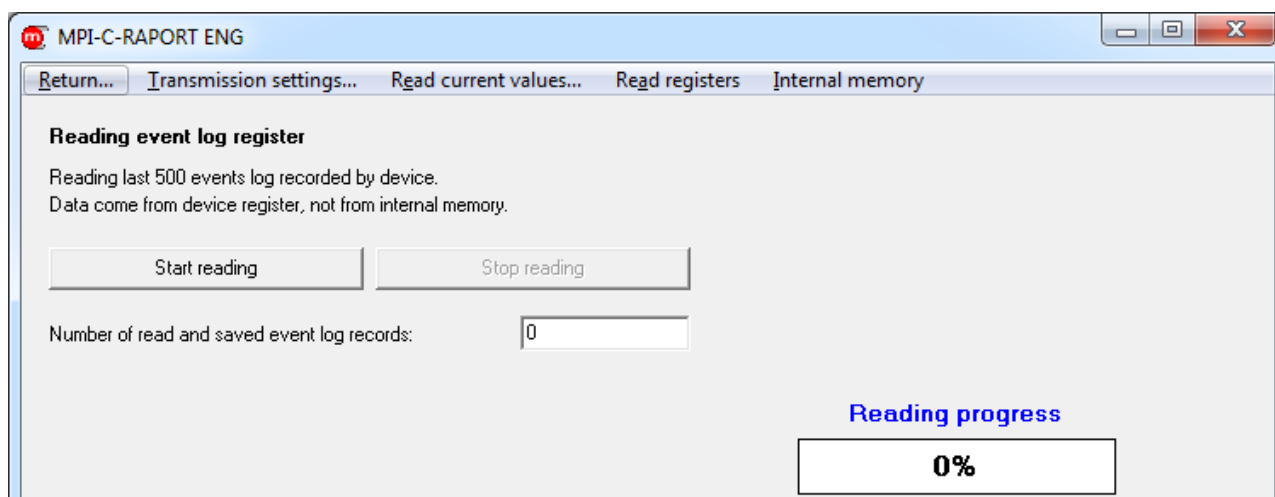 MPI-C-RAPORT ENG
Return... Transmission settings... Read current values... Read registers Internal memory
Reading event log register
Reading last 500 events log recorded by device.
Data come from device register, not from internal memory.
Start reading Stop reading
Number of read and saved event log records: 0
Reading progress
0%